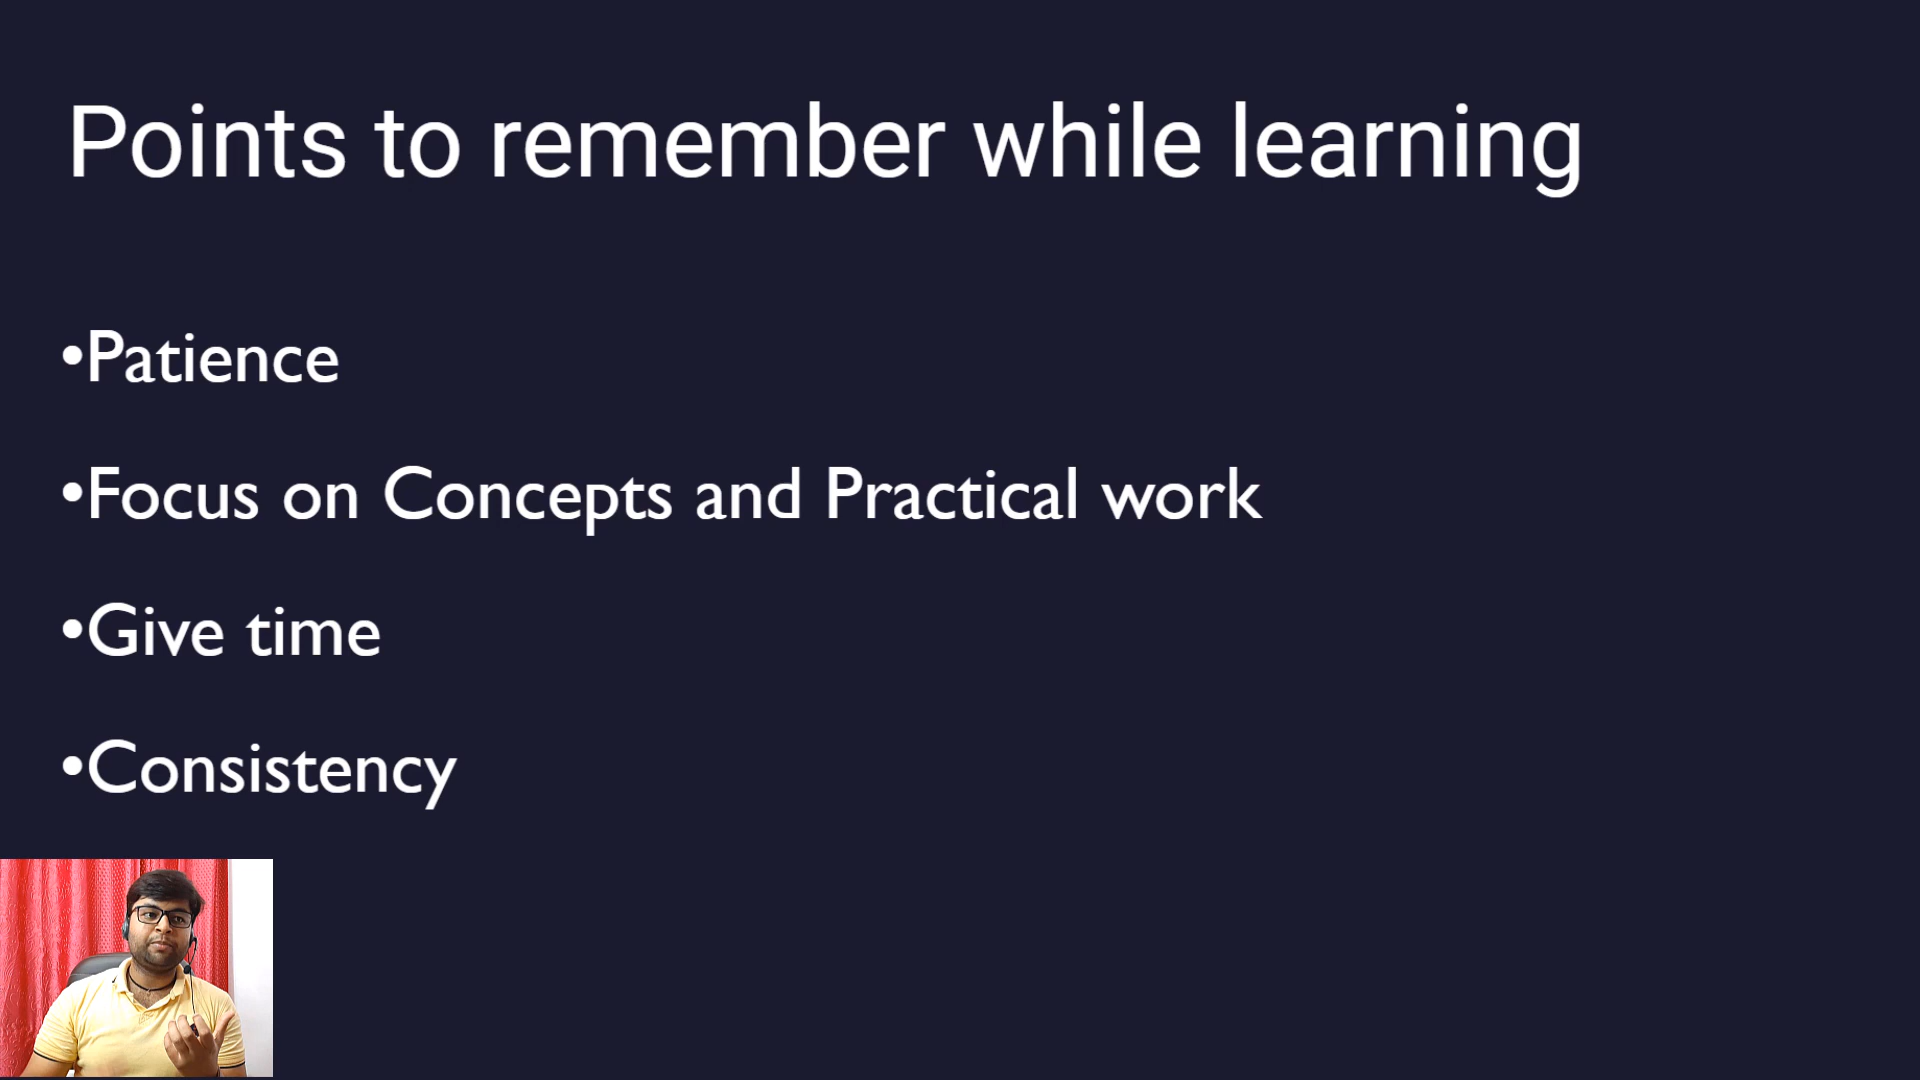 Points to remember while learning
•Patience
•Focus on Concepts and Practical work
•Give time
•Consistency